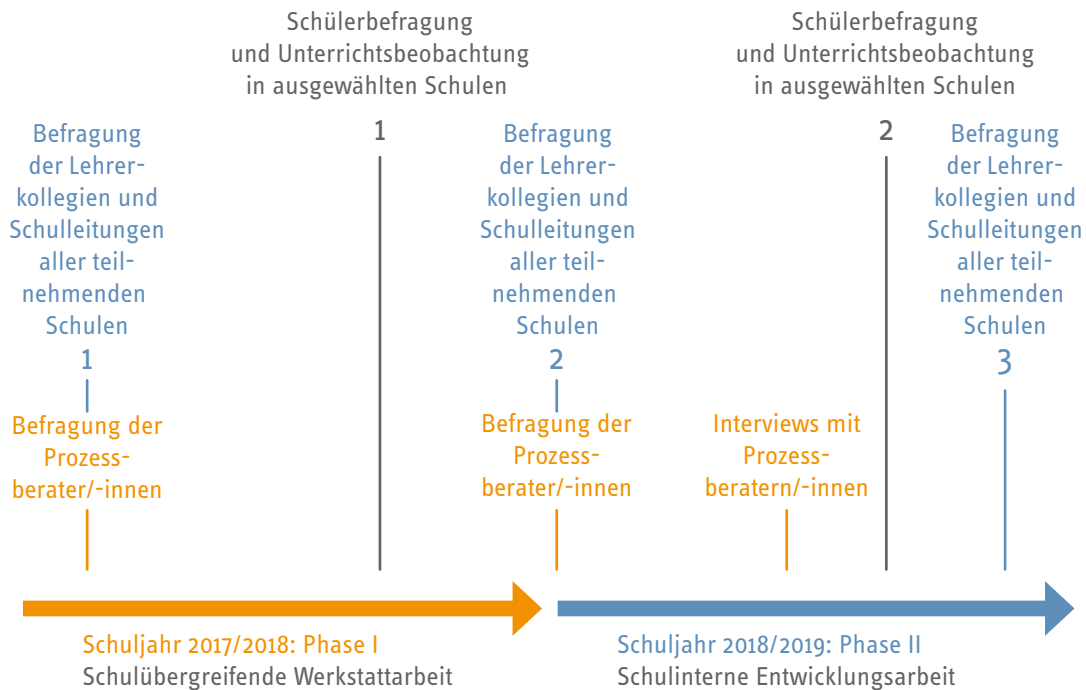 Schülerbefragung
und Unterrichtsbeobachtung
in ausgewählten Schulen
1
Schülerbefragung
und Unterrichtsbeobachtung
in ausgewählten Schulen
2
Befragung
der Lehrer-
kollegien und
Schulleitungen
aller teil-
nehmenden
Schulen
1
Befragung
der Lehrer-
kollegien und
Schulleitungen
aller teil-
nehmenden
Schulen
2
Befragung
der Lehrer-
kollegien und
Schulleitungen
aller teil-
nehmenden
Schulen
3
Befragung der
Prozess-
berater/-innen
Befragung der
Prozess-
berater/-innen
Interviews mit
Prozess-
beratern/-innen
Schuljahr 2017/2018: Phase I
Schulübergreifende Werkstattarbeit
Schuljahr 2018/2019: Phase II
Schulinterne Entwicklungsarbeit